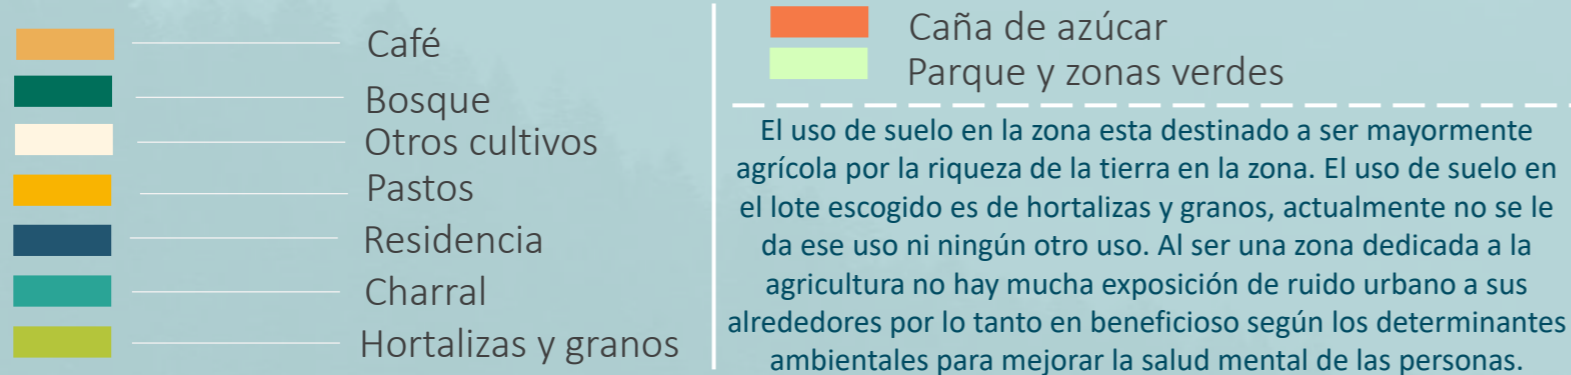 Café
Bosque
Otros cultivos
Pastos
Residencia
Charral
Hortalizas y granos
Caña de azúcar
Parque y zonas verdes
El uso de suelo en la zona esta destinado a ser mayormente
agrícola por la riqueza de la tierra en la zona. El uso de suelo en
el lote escogido es de hortalizas y granos, actualmente no se le
da ese uso ni ningún otro uso. Al ser una zona dedicada a la
agricultura no hay mucha exposición de ruido urbano a sus
alrededores por lo tanto en beneficioso según los determinantes
ambientales para mejorar la salud mental de las personas.